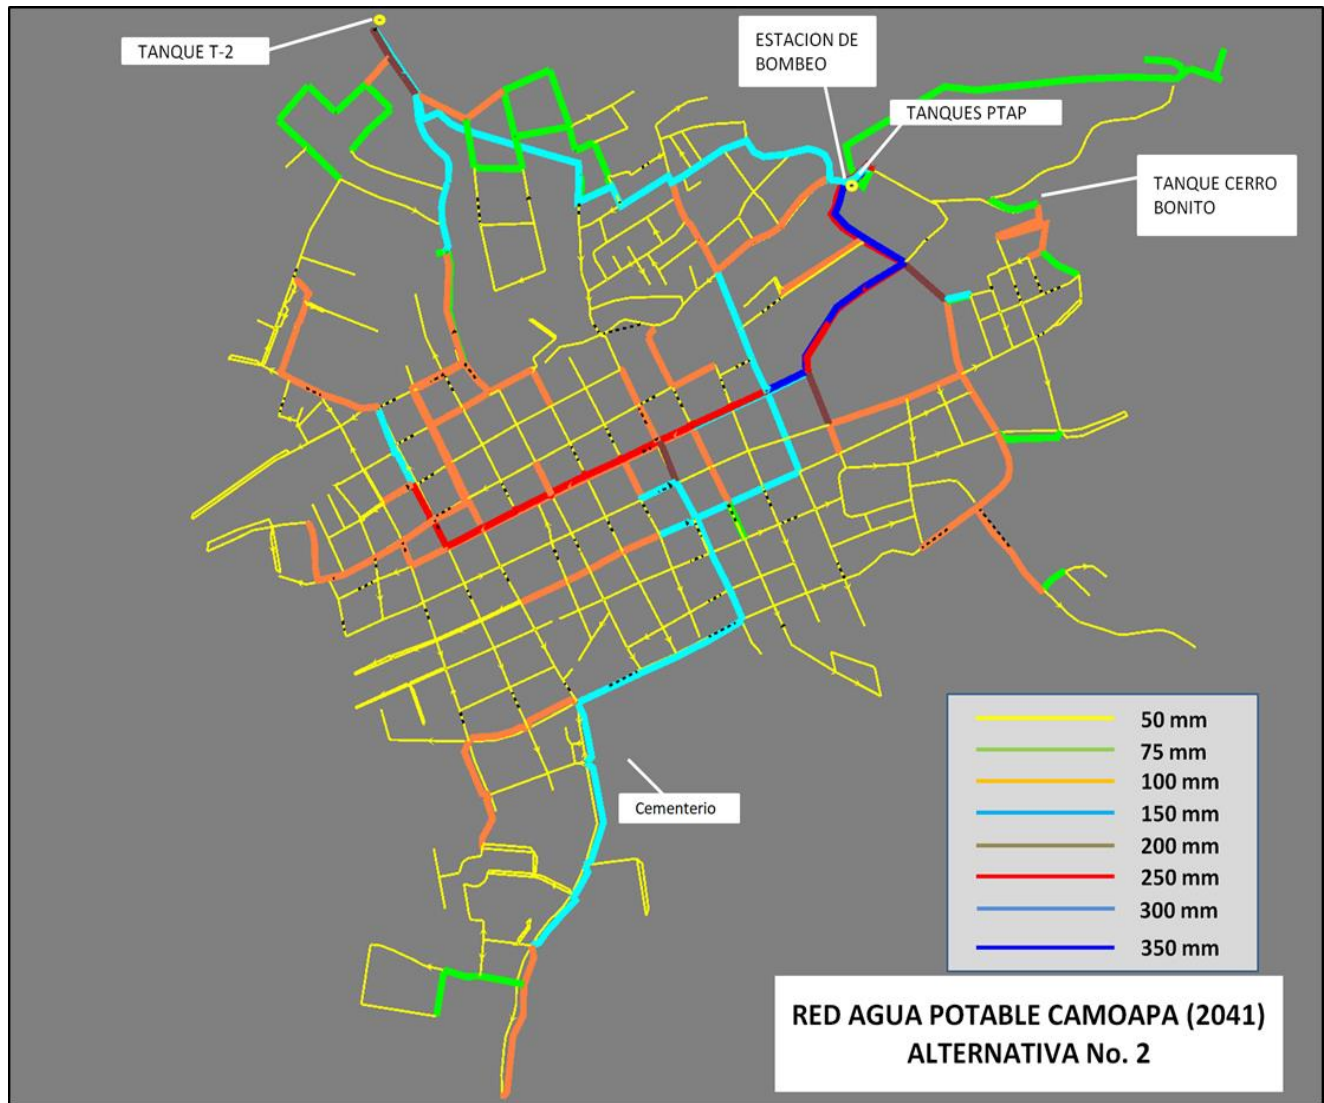 TANQUE T-2
ESTACION DE
BOMBEO
TANQUES PTAP
TANQUE CERRO
BONITO
Cementerio
50 mm
75 mm
100 mm
150 mm
200 mm
250 mm
300 mm
350 mm
RED AGUA POTABLE CAMOAPA (2041)
ALTERNATIVA No. 2